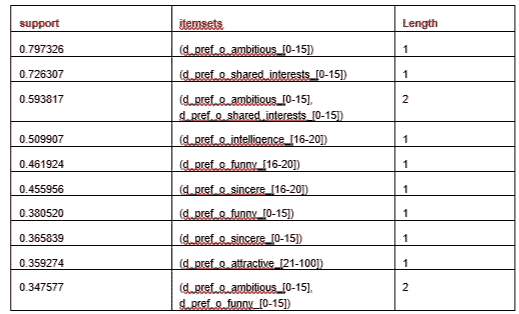 support itemsets Length
0.797326 (d_pref_o_ambitious_[0-15]) 1
0.726307 (d_pref_o_shared_interests_[0-15]) 1
0.593817 (d_pref_o_ambitious_[0-15], 2
d_pref_o_shared_interests_[0-15])
0.509907 (d_pref_o_intelligence_[16-20]) 1
0.461924 (d_pref_o_funny_[16-20]) 1
0.455956 (d_pref_o_sincere_[16-20]) 1
0.380520 (d_pref_o_funny_[0-15]) 1
0.365839 (d_pref_o_sincere_[0-15]) 1
0.359274 (d_pref_o_attractive_[21-100]) 1
0.347577 (d_pref_o_ambitious_[0-15], 2
d_pref_o_funny_[0-15])